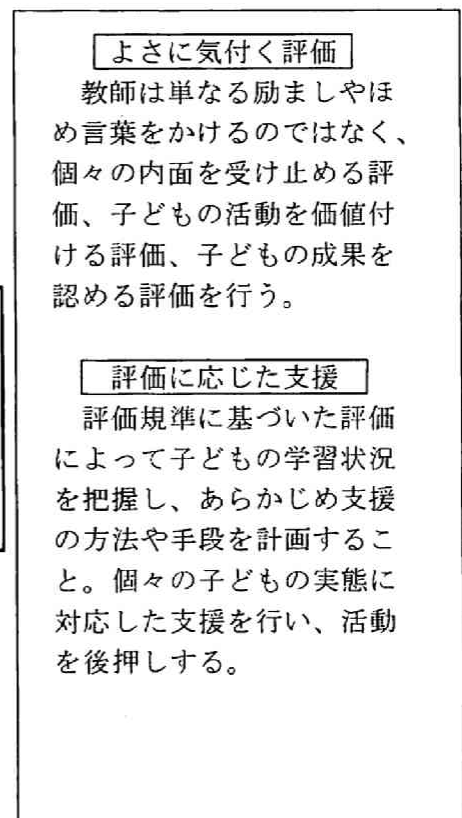 よさに気付く評価
教師は単なる励ましやほ
め言葉をかけるのではなく、
個々の内面を受け止める評
価、子どもの活動を価値付
ける評価、子どもの成果を
認める評価を行う。
評価に応じた支援
評価規準に基づいた評価
によって子どもの学習状況
を把握し、あらかじめ支援
の方法や手段を計画するこ
と。個々の子どもの実態に
対応した支援を行い、活動
を後押しする。